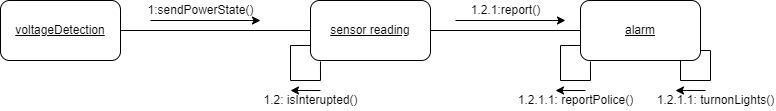 1:sendPowerState()
1.2.1:report()
voltageDetection
sensor reading
alarm
1.2: isInterupted()
1.2.1.1: reportPolice()
1.2.1.1: turnonLights()